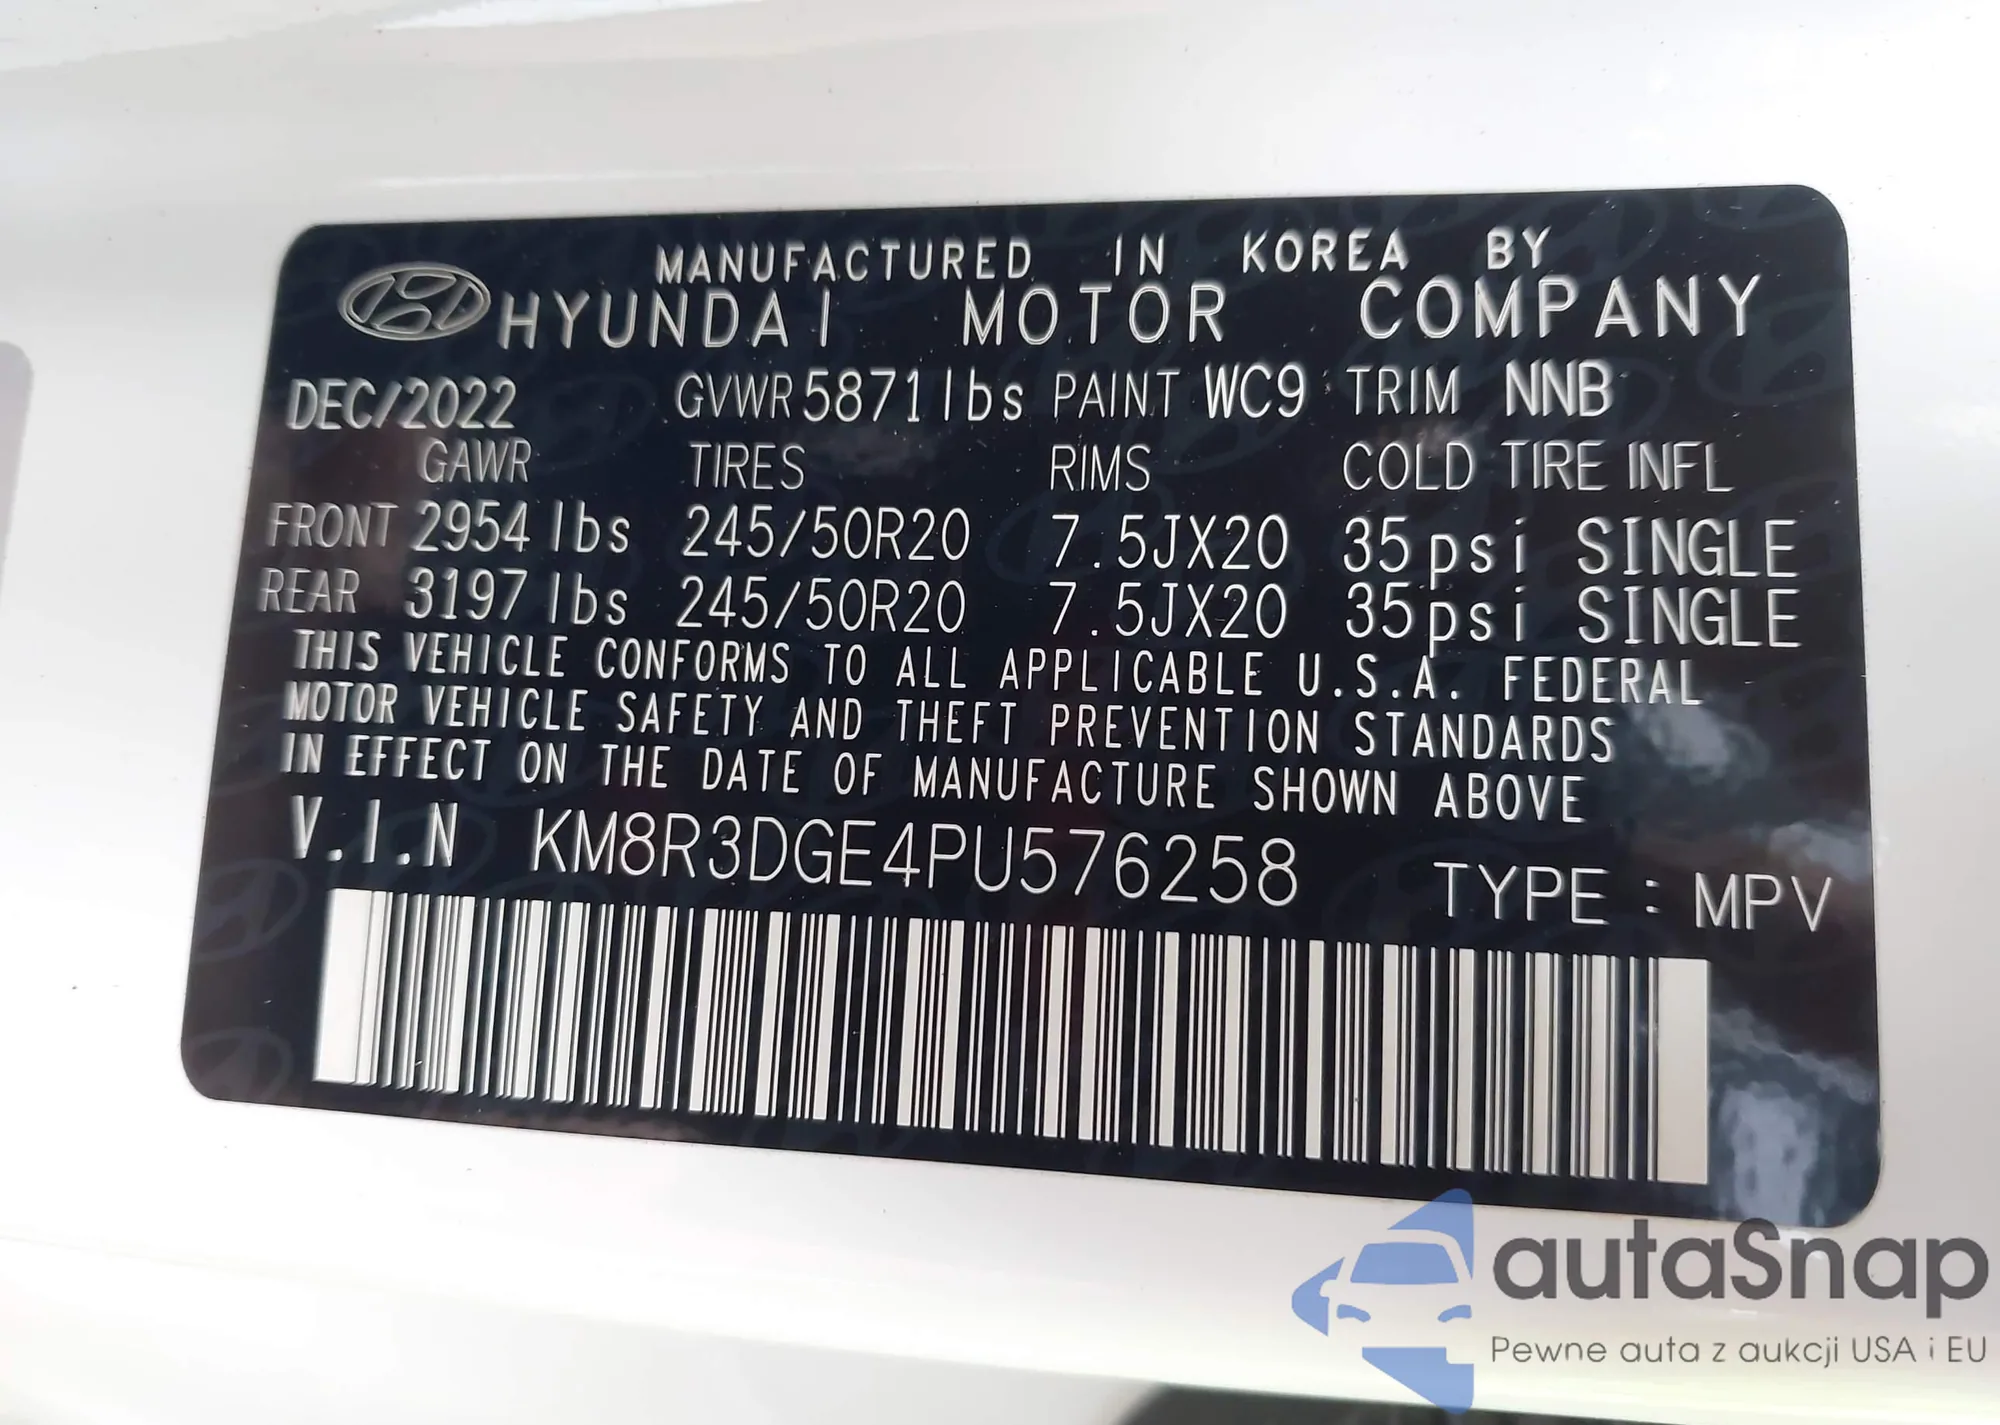 MANUFACTURED IN KOREA BY
HYUNDAI MOTOR COMPANY
DEC/2022 GVWR 5871 lbs PAINT WC9 TRIM NNB
GAWR TIRES RIMS COLD TIRE INFL
FRONT 2954 lbs 245/50R20 7.5JX20 35psi SINGLE
REAR 3197 lbs 245/50R20 7.5JX20 35psi SINGLE
THIS VEHICLE CONFORMS TO ALL APPLICABLE U.S.A. FEDERAL
MOTOR VEHICLE SAFETY AND THEFT PREVENTION STANDARDS
IN EFFECT ON THE DATE OF MANUFACTURE SHOWN ABOVE
V.I.N KM8R3DGE4PU576258 TYPE : MPV
autaSnap
Pewne auta z aukcji USA i EU